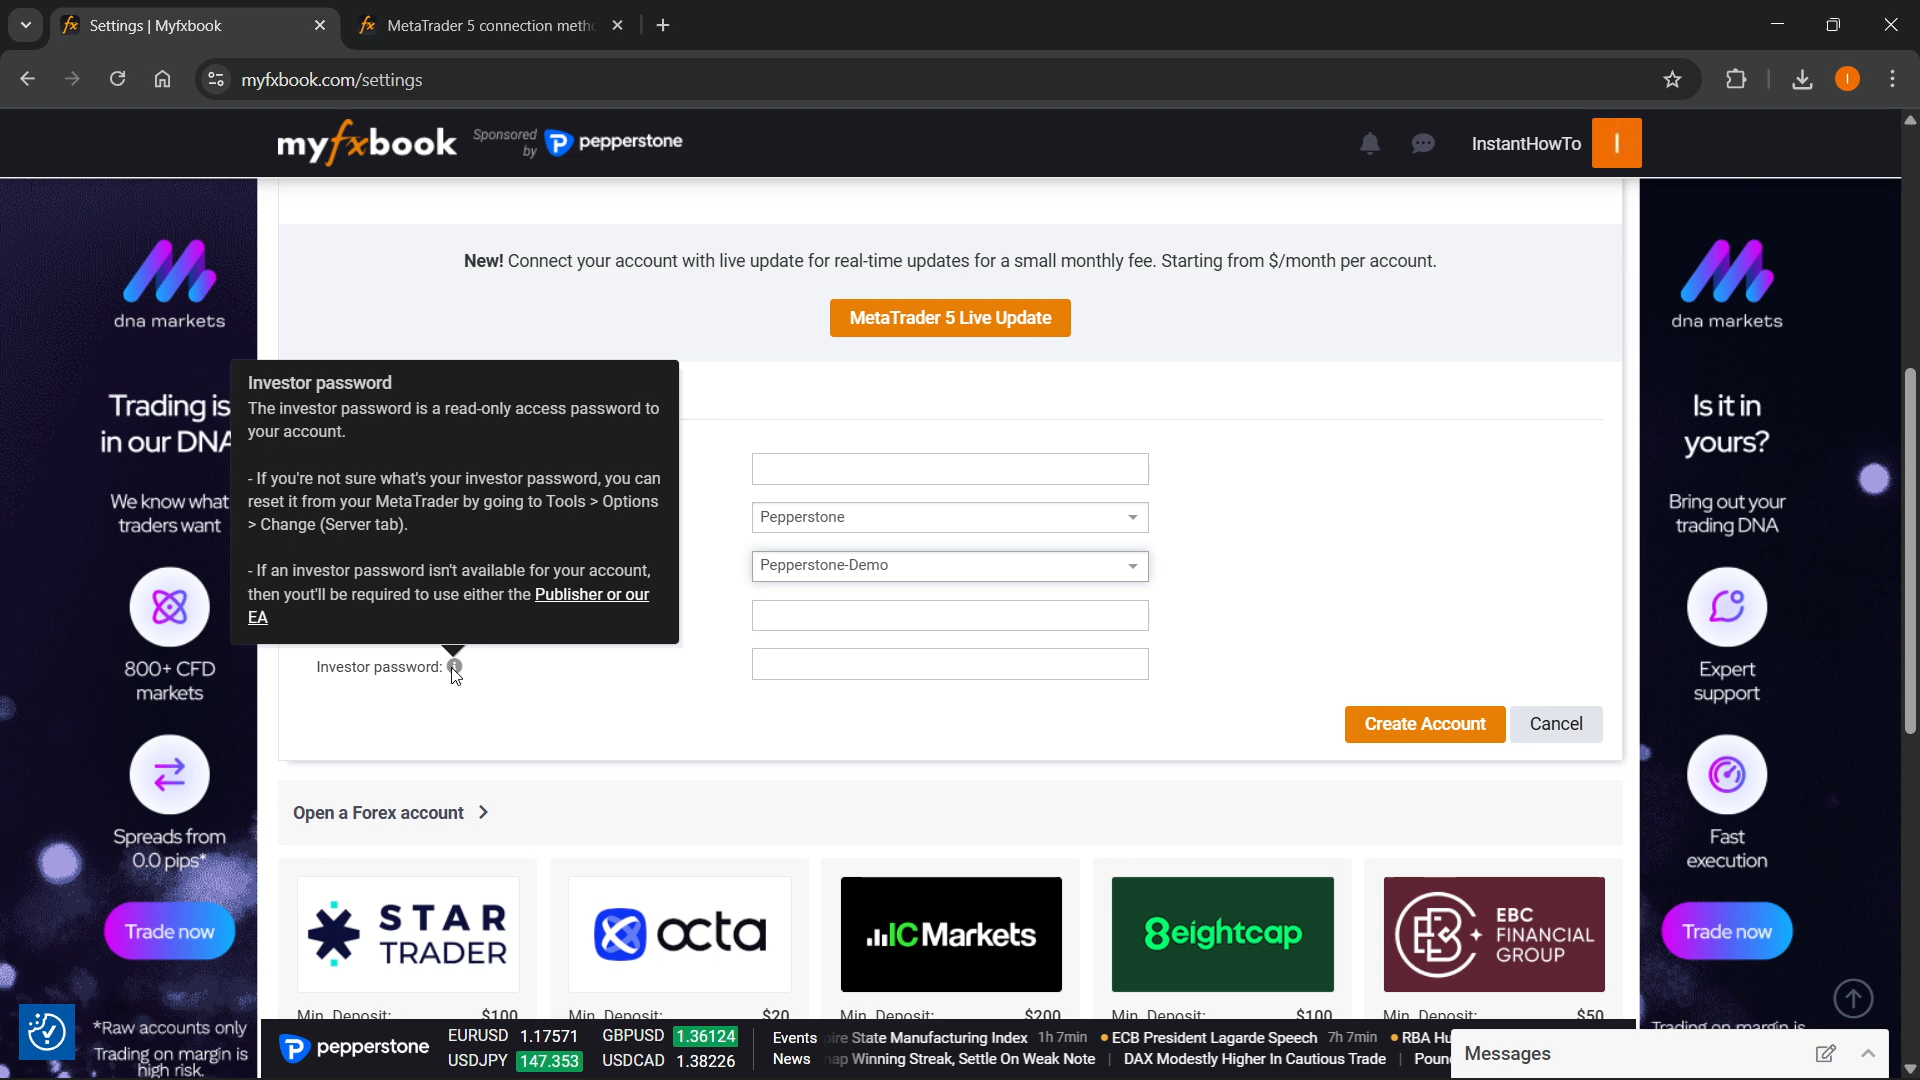 Settings | Myfxbook
MetaTrader 5 connection meth
myfxbook.com/settings
myfxbook
Sponsored by
pepperstone
InstantHowTo
I
New! Connect your account with live update for real-time updates for a small monthly fee. Starting from $/month per account.
MetaTrader 5 Live Update
Investor password
The investor password is a read-only access password to
your account.
- If you're not sure what's your investor password, you can
reset it from your MetaTrader by going to Tools > Options
> Change (Server tab).
- If an investor password isn't available for your account,
then yout'll be required to use either the Publisher or our
EA
Pepperstone
Pepperstone-Demo
Investor password:
Create Account
Cancel
Open a Forex account
STAR
TRADER
octa
IC Markets
8eightcap
EBC
FINANCIAL
GROUP
Min. Deposit: $100
Min. Deposit: $20
Min. Deposit: $200
Min. Deposit: $100
Min. Deposit: $50
dna markets
Trading is
in our DNA
We know what
traders want
800+ CFD
markets
Spreads from
0.0 pips*
Trade now
*Raw accounts only
Trading on margin is
high risk.
dna markets
Is it in
yours?
Bring out your
trading DNA
Expert
support
Fast
execution
Trade now
Trading on margin is
pepperstone
EURUSD 1.17571 GBPUSD 1.36124
USDJPY 147.353 USDCAD 1.38226
Events ire State Manufacturing Index 1h 7min ECB President Lagarde Speech 7h 7min RBA Hu
News ap Winning Streak, Settle On Weak Note | DAX Modestly Higher In Cautious Trade | Poun
Messages